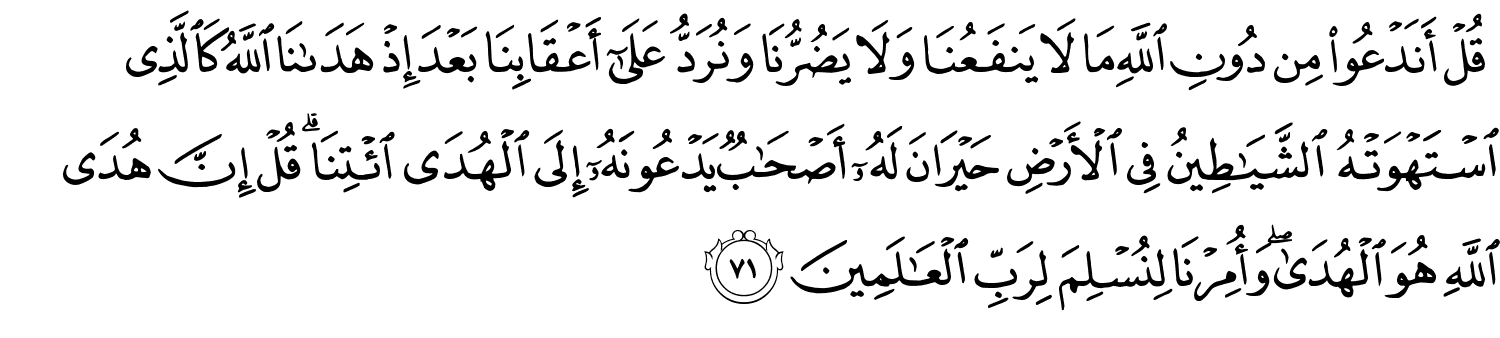 قُلۡ أَنَدۡعُواْ مِن دُونِ ٱللَّهِ مَا لَا يَنفَعُنَا وَلَا يَضُرُّنَا وَنُرَدُّ عَلَىٰٓ أَعۡقَابِنَا بَعۡدَ إِذۡ هَدَىٰنَا ٱللَّهُ كَٱلَّذِى
ٱسۡتَهۡوَتۡهُ ٱلشَّيَٰطِينُ فِى ٱلۡأَرۡضِ حَيۡرَانَ لَهُۥٓ أَصۡحَٰبٌ يَدۡعُونَهُۥٓ إِلَى ٱلۡهُدَى ٱئۡتِنَاۗ قُلۡ إِنَّ هُدَى
ٱللَّهِ هُوَ ٱلۡهُدَىٰۖ وَأُمِرۡنَا لِنُسۡلِمَ لِرَبِّ ٱلۡعَٰلَمِينَ ٧١